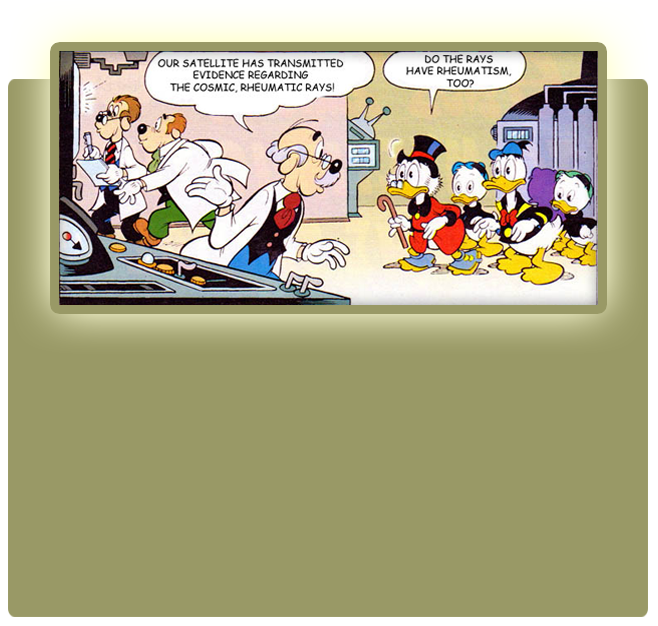 OUR SATELLITE HAS TRANSMITTED
EVIDENCE REGARDING
THE COSMIC, RHEUMATIC RAYS!
DO THE RAYS
HAVE RHEUMATISM,
TOO?